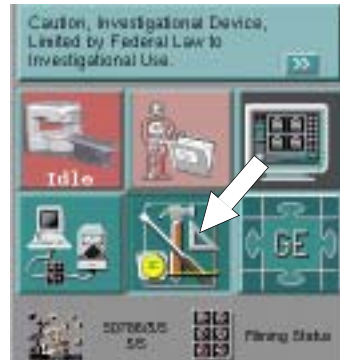 Caution, Investigational Device,
Limited by Federal Law to
Investigational Use.
>>
Idle
GE
Filming Status